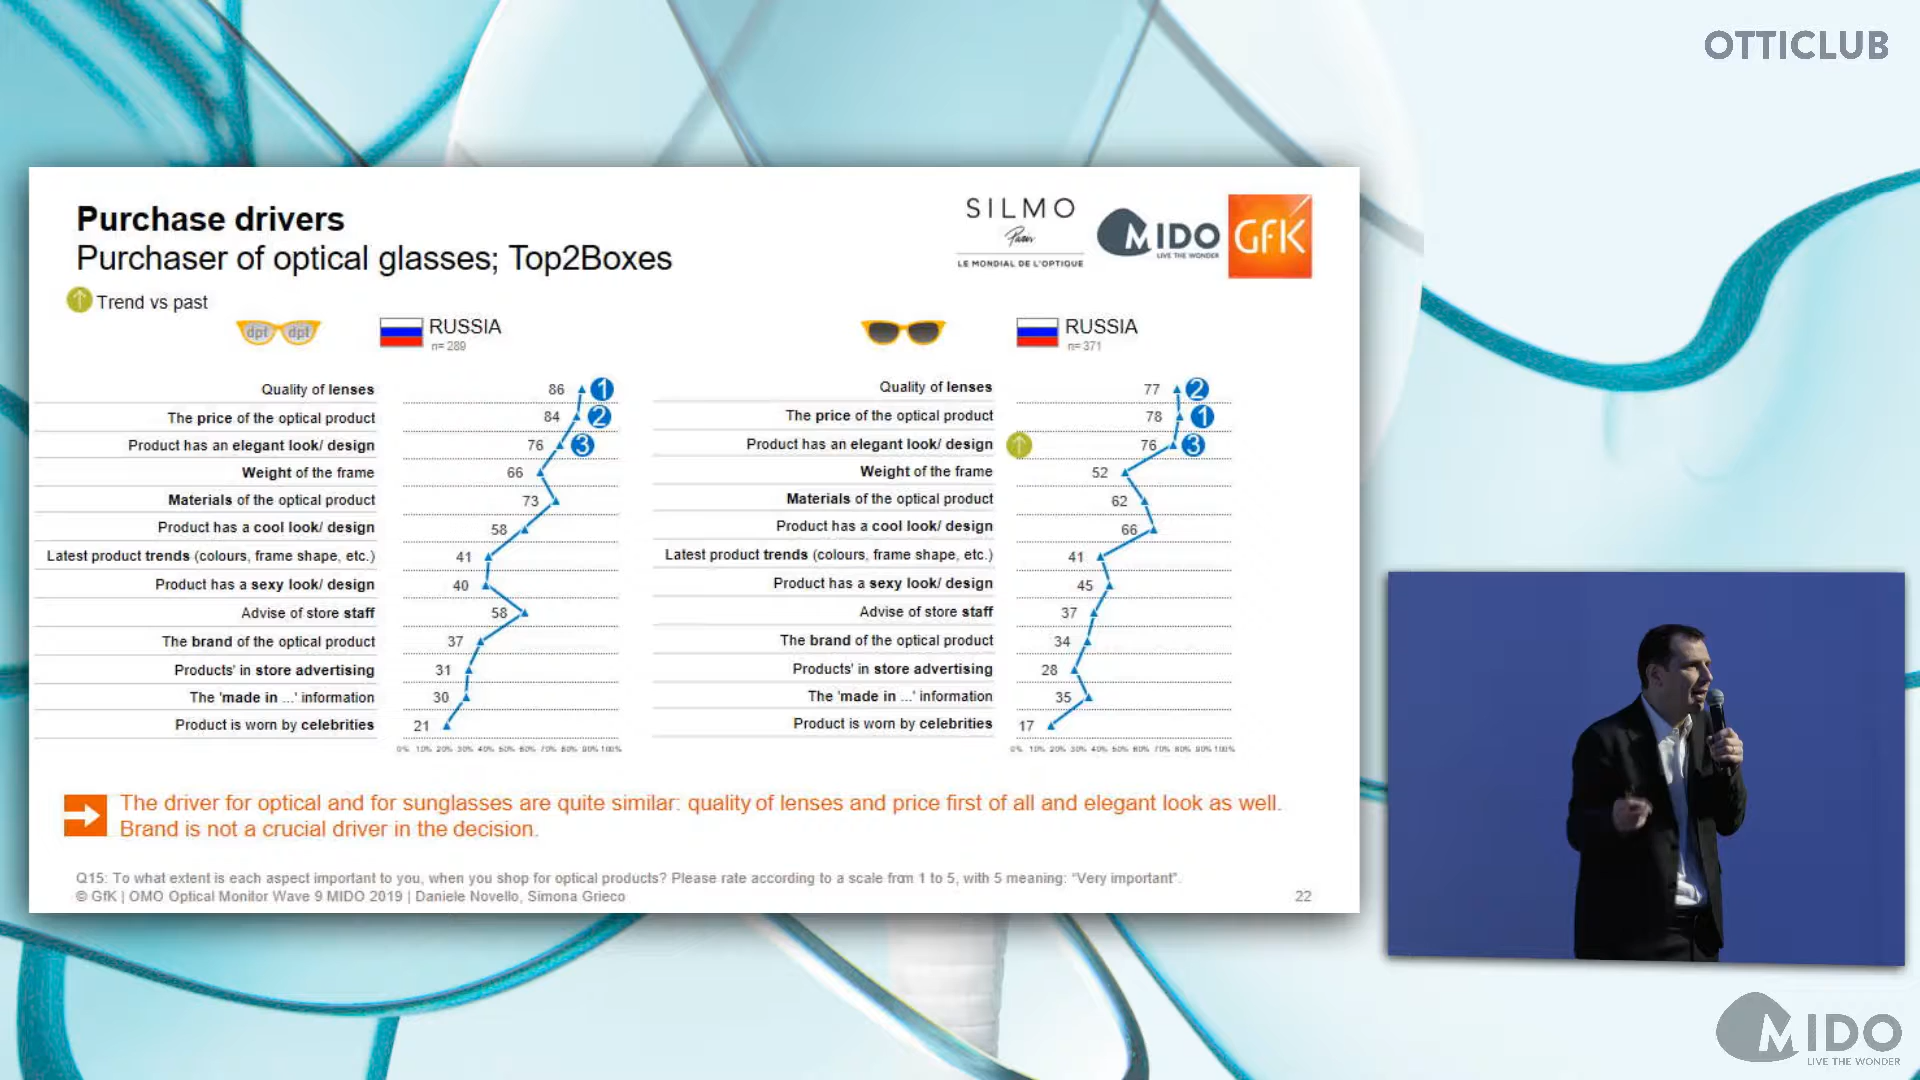 OTTICLUB
Purchase drivers
Purchaser of optical glasses; Top2Boxes
SILMO
Paris
LE MONDIAL DE L'OPTIQUE
MIDO
LIVE THE WONDER
GFK
Trend vs past
dpt dpt
RUSSIA
n= 289
RUSSIA
n= 371
Quality of lenses 86 1
The price of the optical product 84 2
Product has an elegant look/ design 76 3
Weight of the frame 66
Materials of the optical product 73
Product has a cool look/ design 58
Latest product trends (colours, frame shape, etc.) 41
Product has a sexy look/ design 40
Advise of store staff 58
The brand of the optical product 37
Products' in store advertising 31
The 'made in ...' information 30
Product is worn by celebrities 21
0% 10% 20% 30% 40% 50% 60% 70% 80% 90% 100%
Quality of lenses 77 2
The price of the optical product 78 1
Product has an elegant look/ design 76 3
Weight of the frame 52
Materials of the optical product 62
Product has a cool look/ design 66
Latest product trends (colours, frame shape, etc.) 41
Product has a sexy look/ design 45
Advise of store staff 37
The brand of the optical product 34
Products' in store advertising 28
The 'made in ...' information 35
Product is worn by celebrities 17
0% 10% 20% 30% 40% 50% 60% 70% 80% 90% 100%
The driver for optical and for sunglasses are quite similar: quality of lenses and price first of all and elegant look as well.
Brand is not a crucial driver in the decision.
Q15: To what extent is each aspect important to you, when you shop for optical products? Please rate according to a scale from 1 to 5, with 5 meaning: “Very important”.
© GfK | OMO Optical Monitor Wave 9 MIDO 2019 | Daniele Novello, Simona Grieco
22
MIDO
LIVE THE WONDER